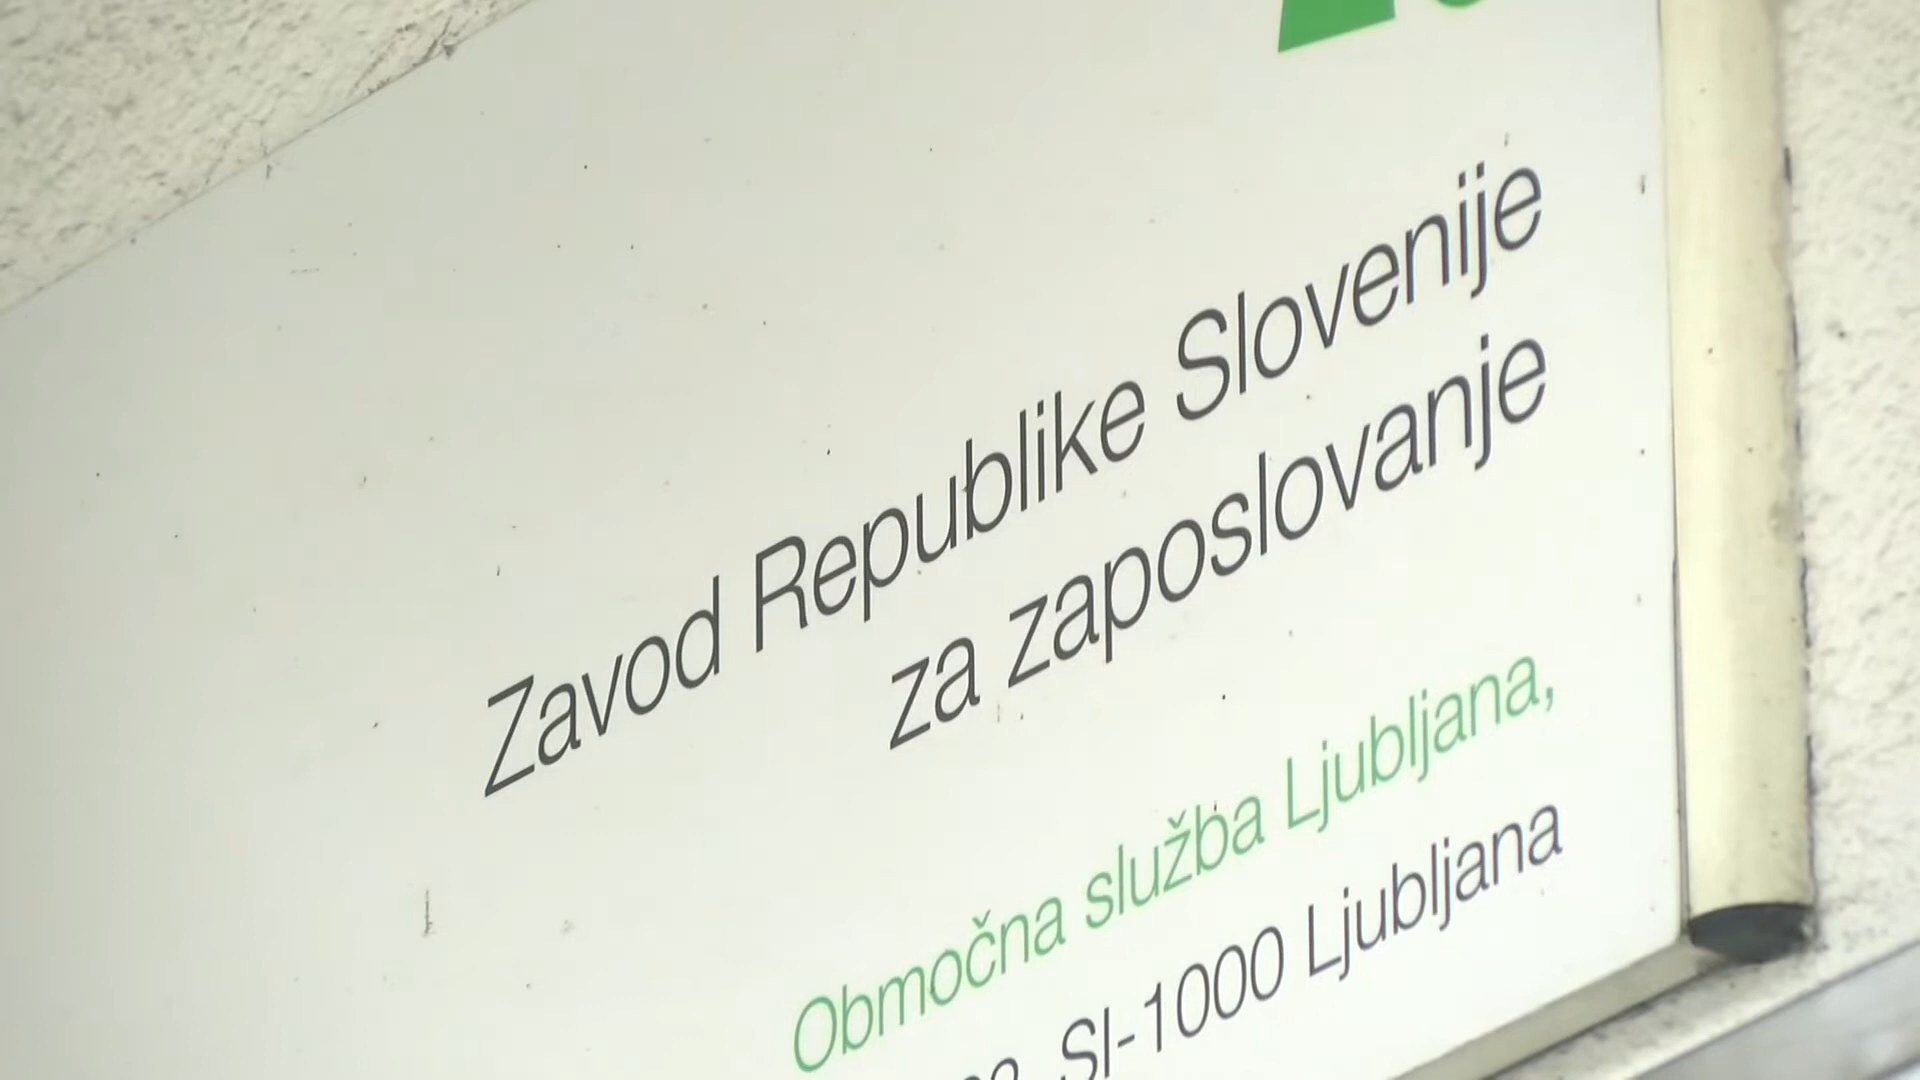 Zavod Republike Slovenije
za zaposlovanje
Območna služba Ljubljana,
SI-1000 Ljubljana